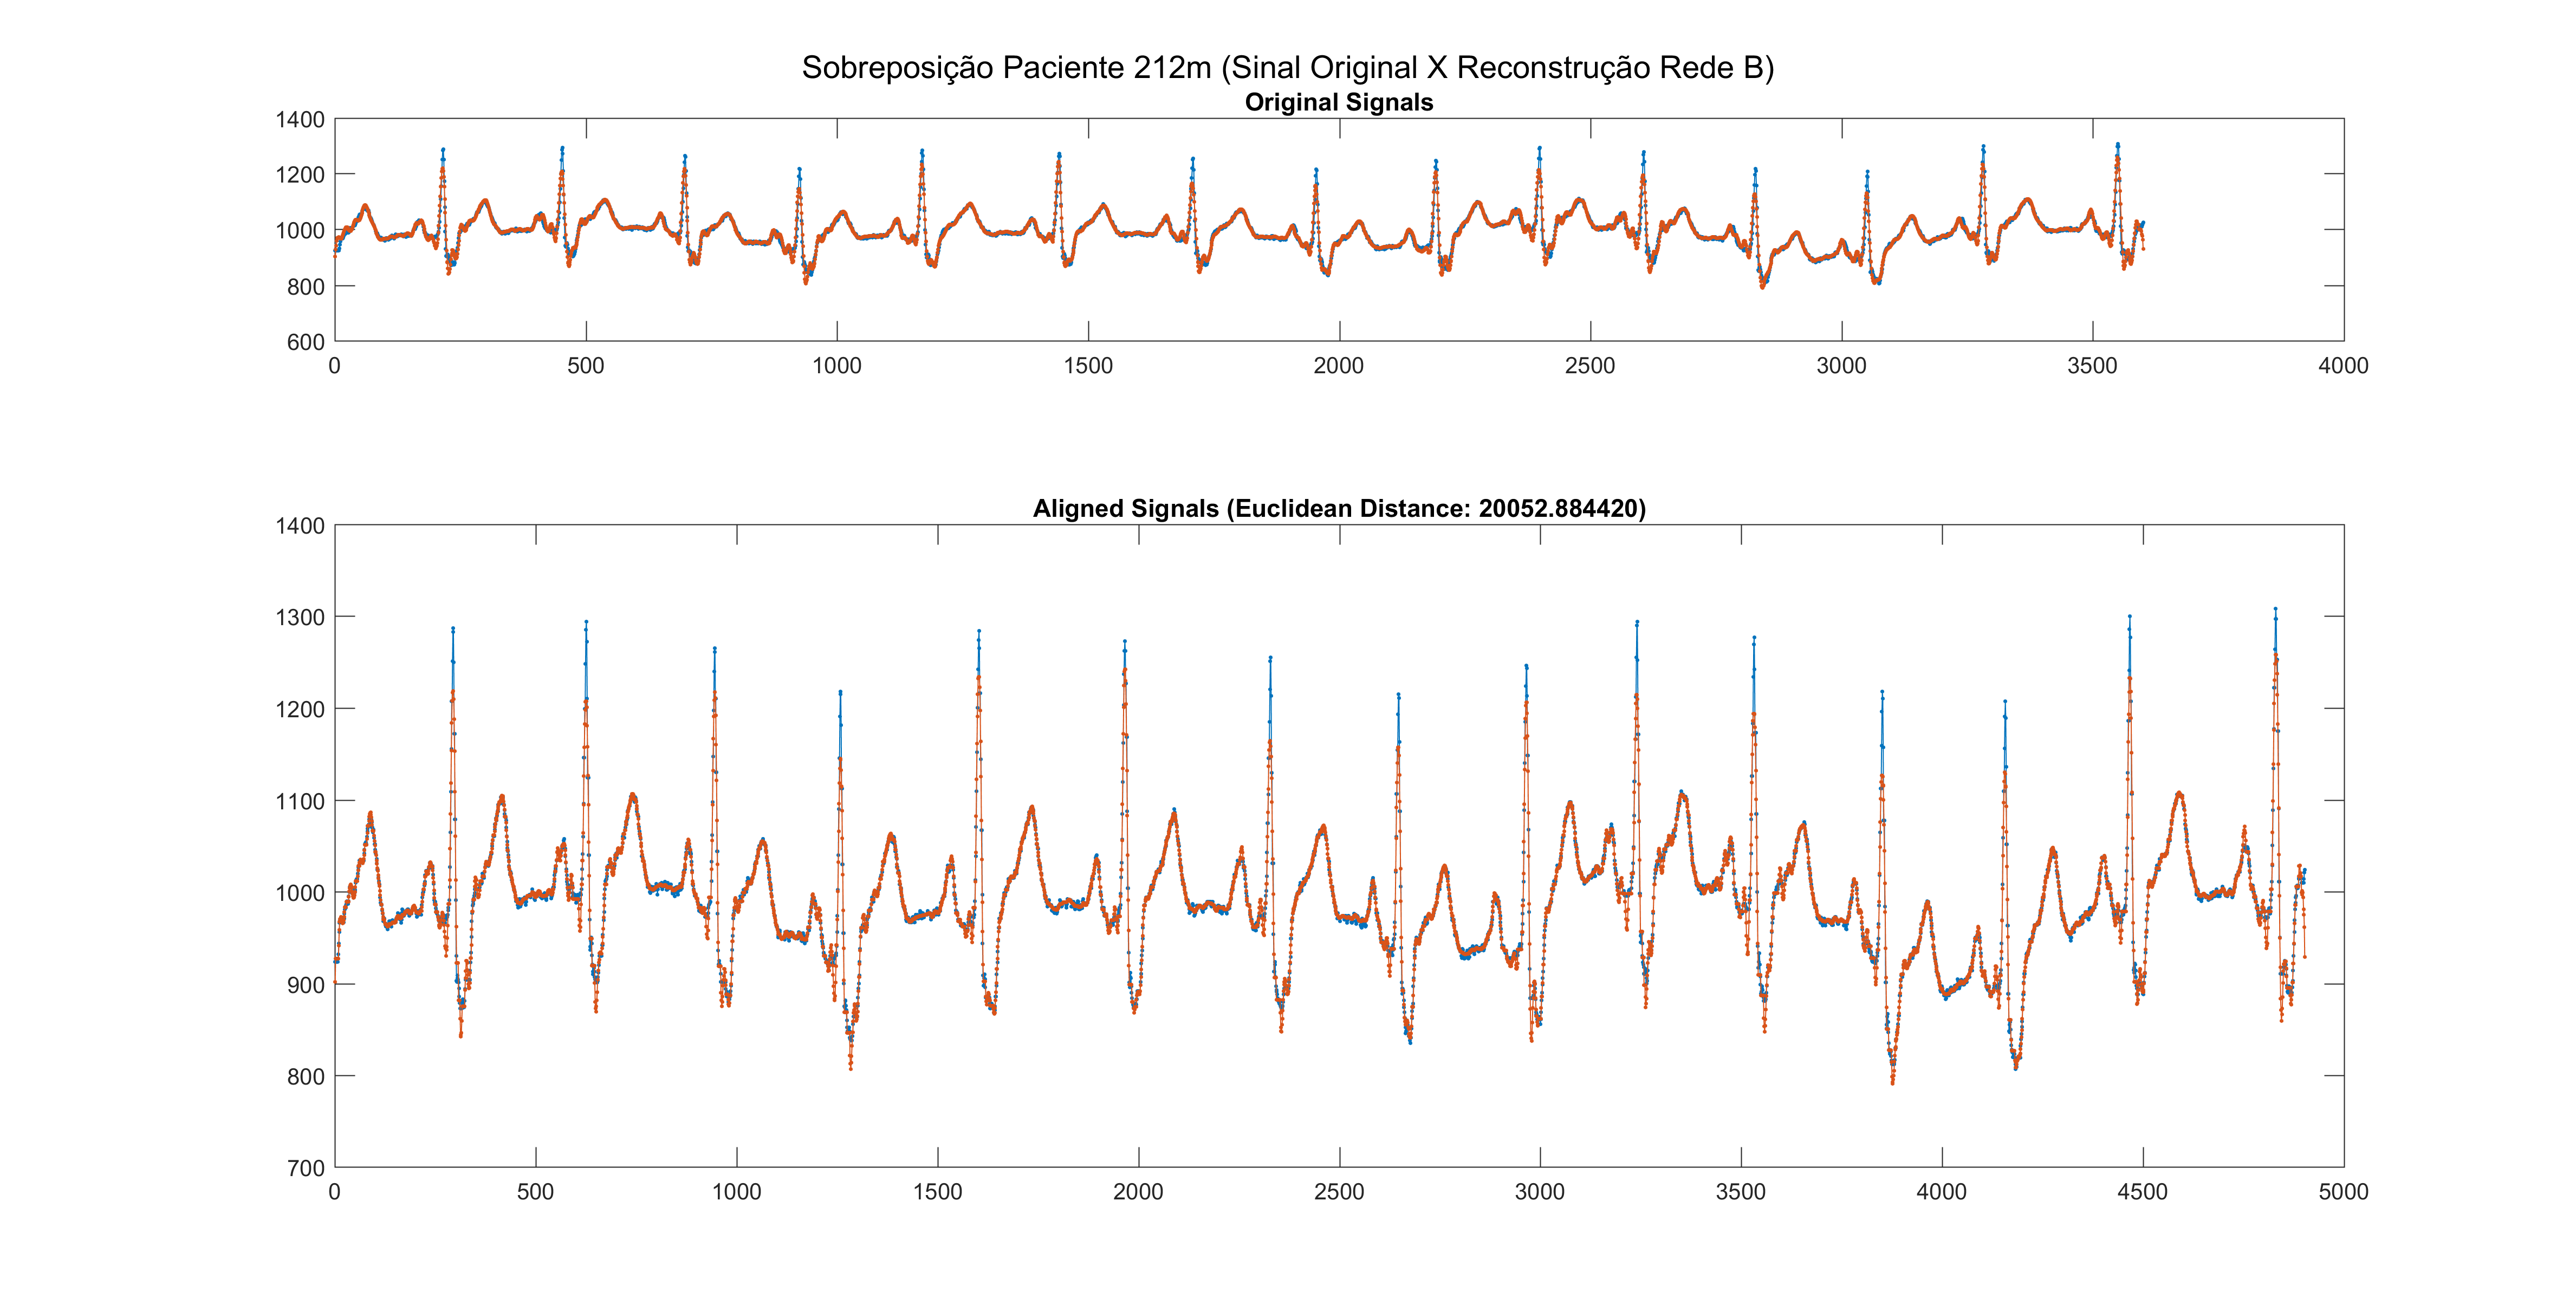 Sobreposição Paciente 212m (Sinal Original X Reconstrução Rede B)
Original Signals
1400
1200
1000
800
600
0 500 1000 1500 2000 2500 3000 3500 4000
Aligned Signals (Euclidean Distance: 20052.884420)
1400
1300
1200
1100
1000
900
800
700
0 500 1000 1500 2000 2500 3000 3500 4000 4500 5000